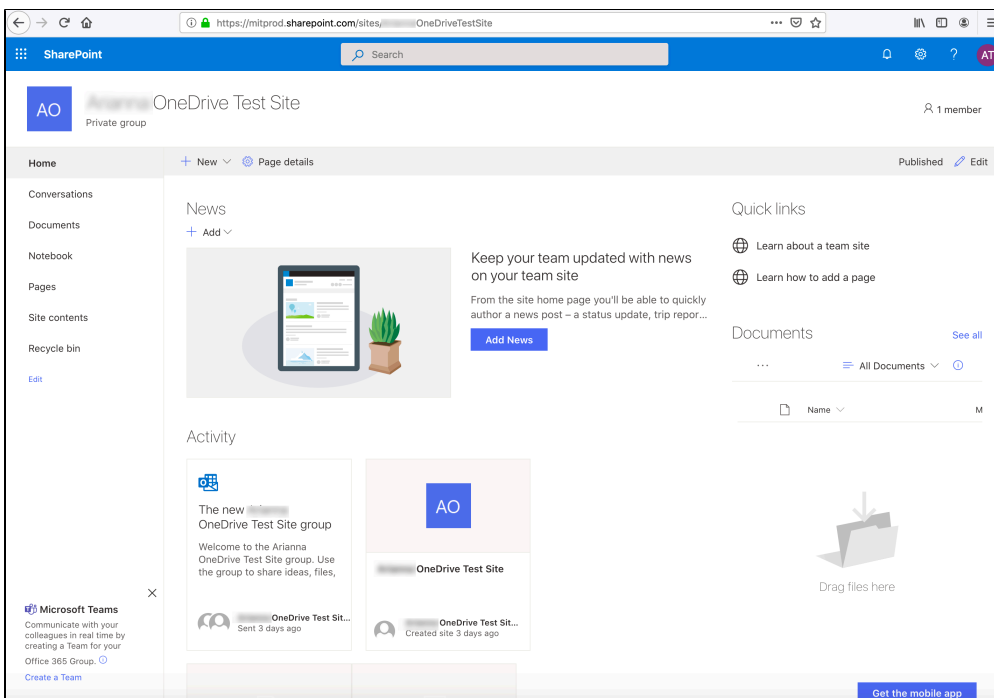 https://mitprod.sharepoint.com/sites/ OneDriveTestSite
SharePoint
Search
AT
AO
OneDrive Test Site
Private group
1 member
Home
New
Page details
Published
Edit
Conversations
Documents
Notebook
Pages
Site contents
Recycle bin
Edit
News
Add
Keep your team updated with news
on your team site
From the site home page you'll be able to quickly
author a news post – a status update, trip repor...
Add News
Quick links
Learn about a team site
Learn how to add a page
Documents
See all
All Documents
Name
M
Drag files here
Activity
The new
OneDrive Test Site group
Welcome to the Arianna
OneDrive Test Site group. Use
the group to share ideas, files,
OneDrive Test Sit...
Sent 3 days ago
AO
OneDrive Test Site
OneDrive Test Sit...
Created site 3 days ago
Microsoft Teams
Communicate with your
colleagues in real time by
creating a Team for your
Office 365 Group.
Create a Team
Get the mobile app